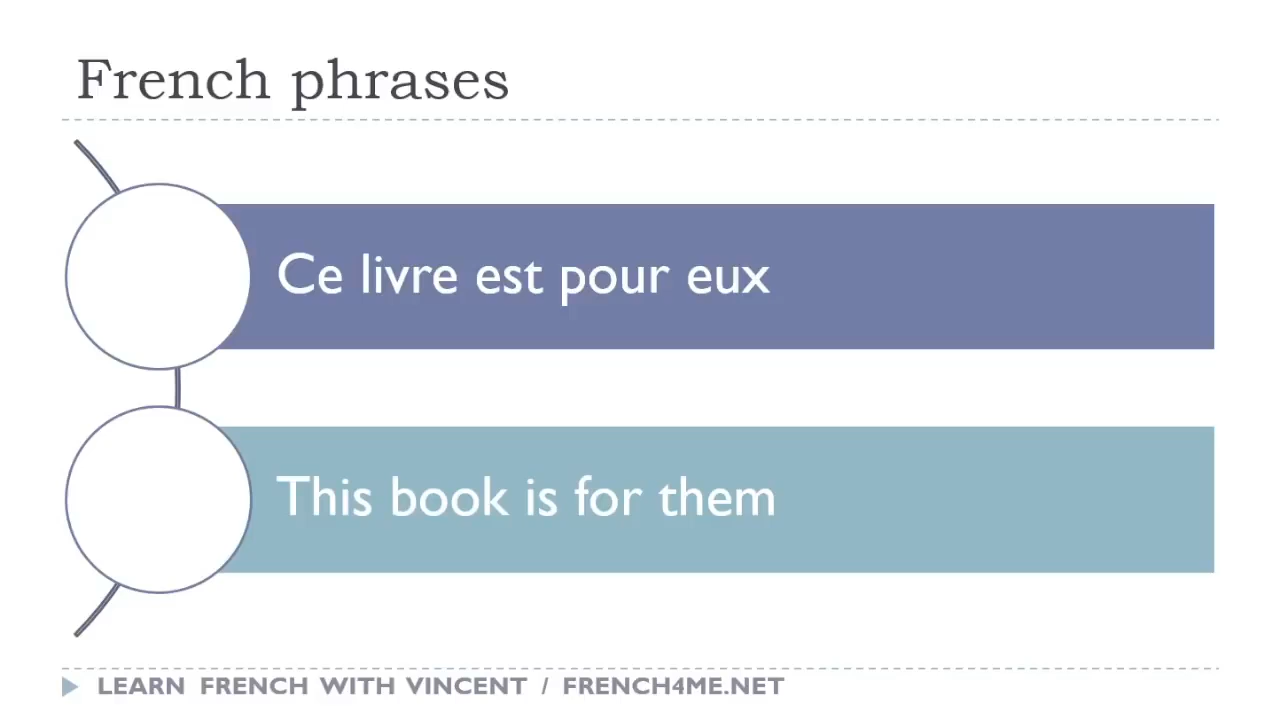 French phrases
Ce livre est pour eux
This book is for them
LEARN FRENCH WITH VINCENT / FRENCH4ME.NET